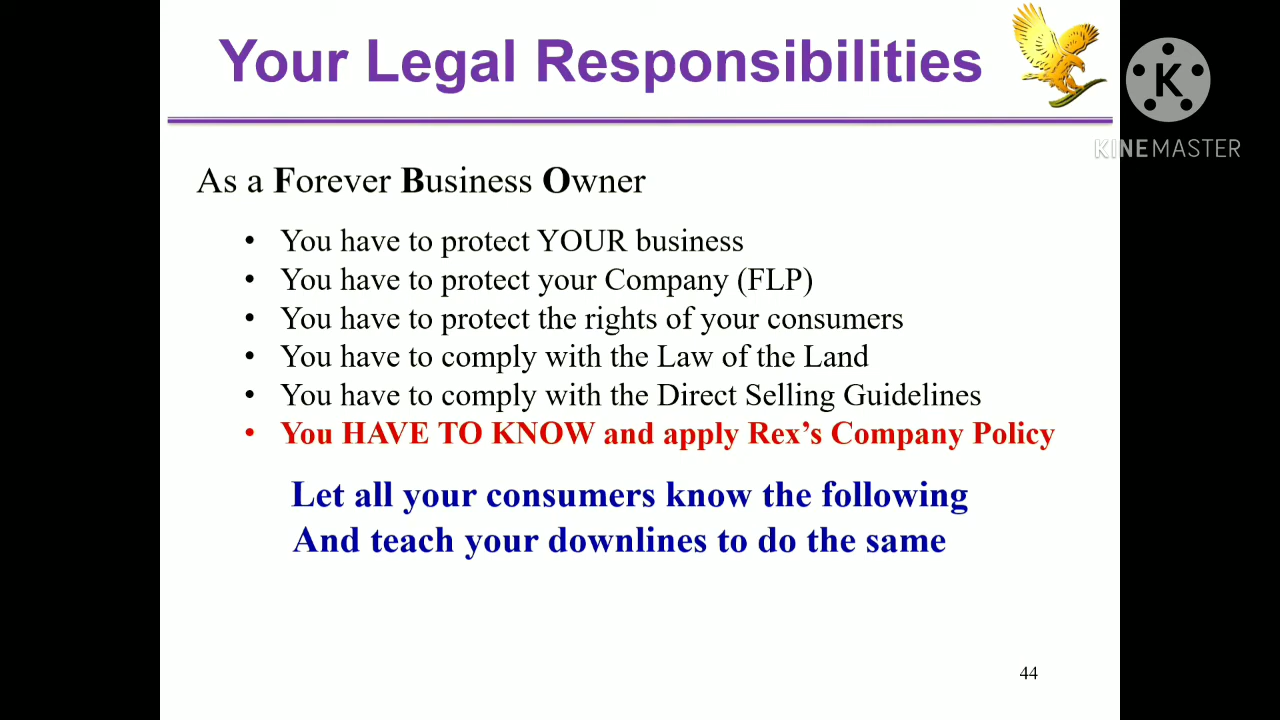 Your Legal Responsibilities
K
KINEMASTER
As a Forever Business Owner
• You have to protect YOUR business
• You have to protect your Company (FLP)
• You have to protect the rights of your consumers
• You have to comply with the Law of the Land
• You have to comply with the Direct Selling Guidelines
• You HAVE TO KNOW and apply Rex’s Company Policy
Let all your consumers know the following
And teach your downlines to do the same
44